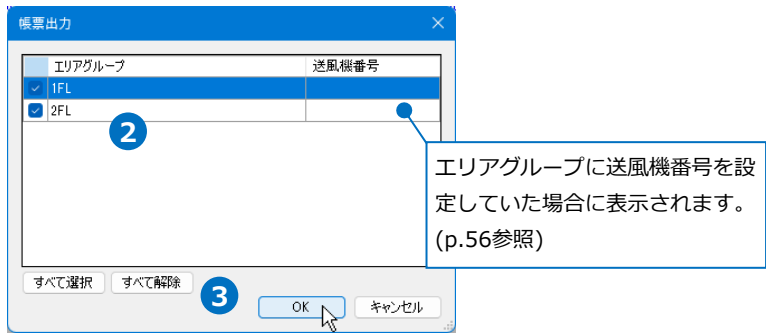 帳票出力
エリアグループ 送風機番号
1FL
2FL
2
エリアグループに送風機番号を設
定していた場合に表示されます。
(p.56参照)
すべて選択 すべて解除
3
OK キャンセル